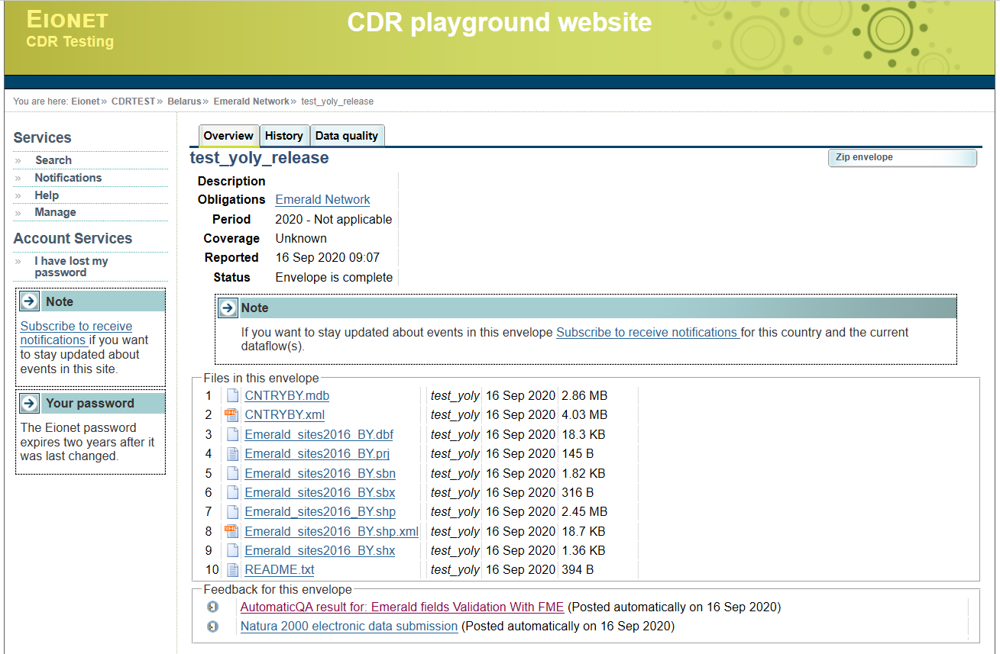 EIONET
CDR Testing
CDR playground website
You are here: Eionet» CDRTEST» Belarus» Emerald Network» test_yoly_release
Services
» Search
» Notifications
» Help
» Manage
Account Services
» I have lost my
password
Note
Subscribe to receive
notifications if you want
to stay updated about
events in this site.
Your password
The Eionet password
expires two years after it
was last changed.
Overview History Data quality
test_yoly_release
Zip envelope
Description
Obligations Emerald Network
Period 2020 - Not applicable
Coverage Unknown
Reported 16 Sep 2020 09:07
Status Envelope is complete
Note
If you want to stay updated about events in this envelope Subscribe to receive notifications for this country and the current
dataflow(s).
Files in this envelope
1 CNTRYBY.mdb test_yoly 16 Sep 2020 2.86 MB
2 CNTRYBY.xml test_yoly 16 Sep 2020 4.03 MB
3 Emerald_sites2016_BY.dbf test_yoly 16 Sep 2020 18.3 KB
4 Emerald_sites2016_BY.prj test_yoly 16 Sep 2020 145 B
5 Emerald_sites2016_BY.sbn test_yoly 16 Sep 2020 1.82 KB
6 Emerald_sites2016_BY.sbx test_yoly 16 Sep 2020 316 B
7 Emerald_sites2016_BY.shp test_yoly 16 Sep 2020 2.45 MB
8 Emerald_sites2016_BY.shp.xml test_yoly 16 Sep 2020 18.7 KB
9 Emerald_sites2016_BY.shx test_yoly 16 Sep 2020 1.36 KB
10 README.txt test_yoly 16 Sep 2020 394 B
Feedback for this envelope
AutomaticQA result for: Emerald fields Validation With FME (Posted automatically on 16 Sep 2020)
Natura 2000 electronic data submission (Posted automatically on 16 Sep 2020)